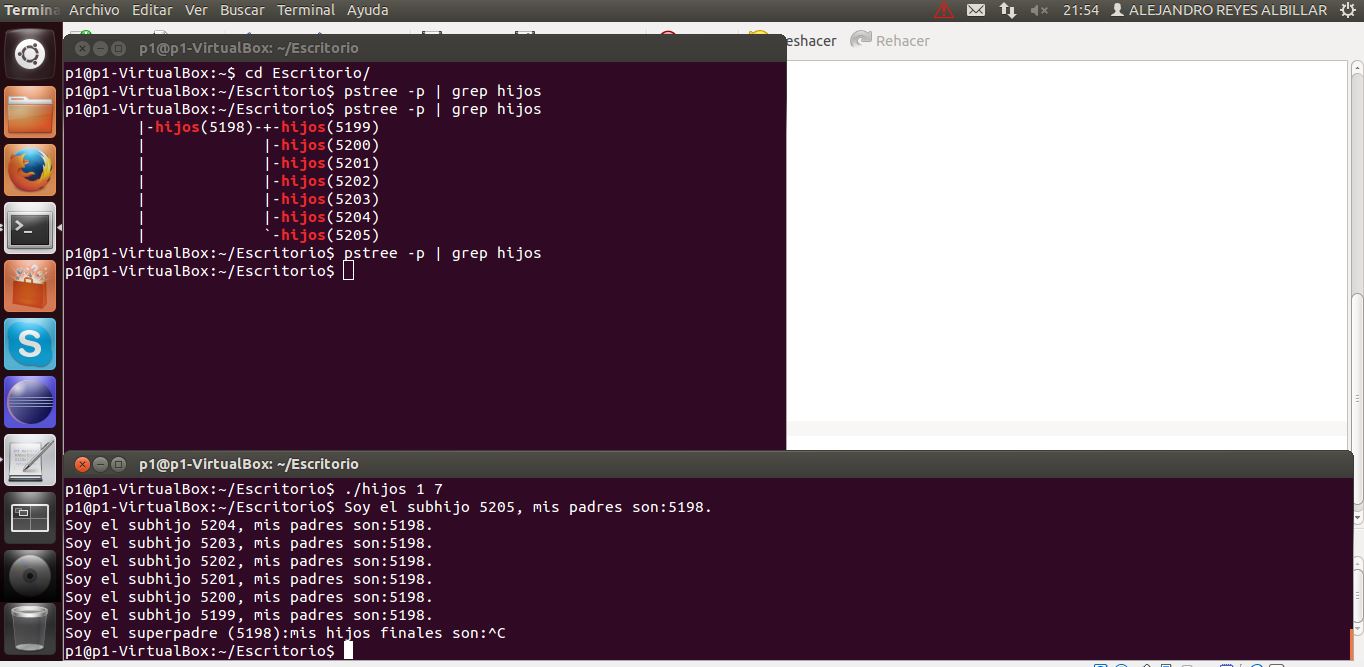 Termina Archivo Editar Ver Buscar Terminal Ayuda 21:54 ALEJANDRO REYES ALBILLAR
eshacer Rehacer
p1@p1-VirtualBox: ~/Escritorio
p1@p1-VirtualBox:~$ cd Escritorio/
p1@p1-VirtualBox:~/Escritorio$ pstree -p | grep hijos
p1@p1-VirtualBox:~/Escritorio$ pstree -p | grep hijos
        |-hijos(5198)-+-hijos(5199)
        |             |-hijos(5200)
        |             |-hijos(5201)
        |             |-hijos(5202)
        |             |-hijos(5203)
        |             |-hijos(5204)
        |             `-hijos(5205)
p1@p1-VirtualBox:~/Escritorio$ pstree -p | grep hijos
p1@p1-VirtualBox:~/Escritorio$
p1@p1-VirtualBox: ~/Escritorio
p1@p1-VirtualBox:~/Escritorio$ ./hijos 1 7
p1@p1-VirtualBox:~/Escritorio$ Soy el subhijo 5205, mis padres son:5198.
Soy el subhijo 5204, mis padres son:5198.
Soy el subhijo 5203, mis padres son:5198.
Soy el subhijo 5202, mis padres son:5198.
Soy el subhijo 5201, mis padres son:5198.
Soy el subhijo 5200, mis padres son:5198.
Soy el subhijo 5199, mis padres son:5198.
Soy el superpadre (5198):mis hijos finales son:^C
p1@p1-VirtualBox:~/Escritorio$